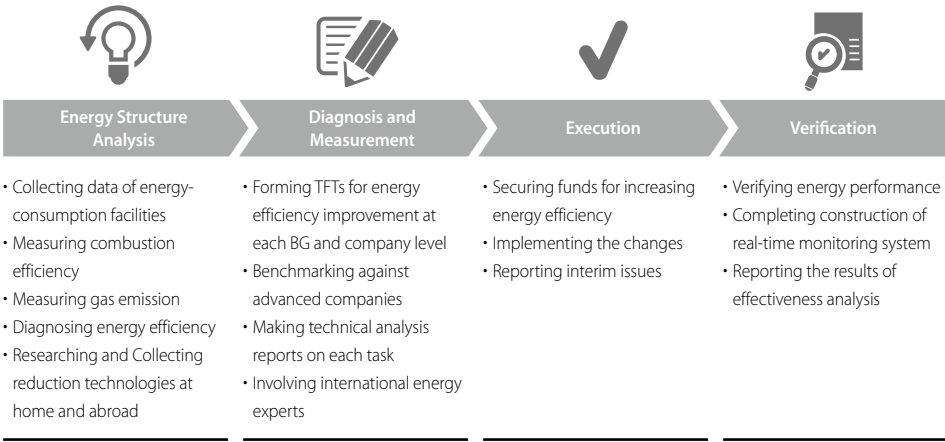 Energy Structure
Analysis
Diagnosis and
Measurement
Execution
Verification
• Collecting data of energy-
consumption facilities
• Measuring combustion
efficiency
• Measuring gas emission
• Diagnosing energy efficiency
• Researching and Collecting
reduction technologies at
home and abroad
• Forming TFTs for energy
efficiency improvement at
each BG and company level
• Benchmarking against
advanced companies
• Making technical analysis
reports on each task
• Involving international energy
experts
• Securing funds for increasing
energy efficiency
• Implementing the changes
• Reporting interim issues
• Verifying energy performance
• Completing construction of
real-time monitoring system
• Reporting the results of
effectiveness analysis